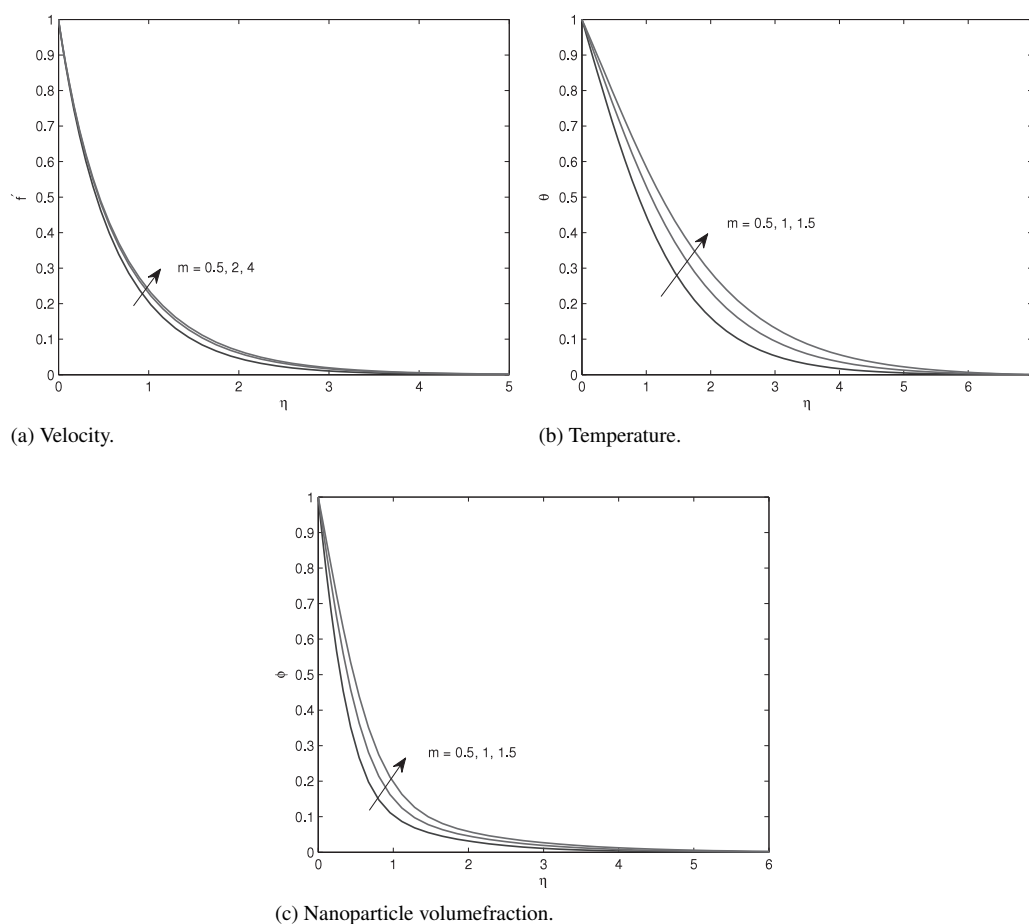 1
0.9
0.8
0.7
0.6
0.5
0.4
0.3
0.2
0.1
0
f´
m = 0.5, 2, 4
0 1 2 3 4 5
η
(a) Velocity.
1
0.9
0.8
0.7
0.6
0.5
0.4
0.3
0.2
0.1
0
θ
m = 0.5, 1, 1.5
0 1 2 3 4 5 6
η
(b) Temperature.
1
0.9
0.8
0.7
0.6
0.5
0.4
0.3
0.2
0.1
0
ϕ
m = 0.5, 1, 1.5
0 1 2 3 4 5 6
η
(c) Nanoparticle volumefraction.